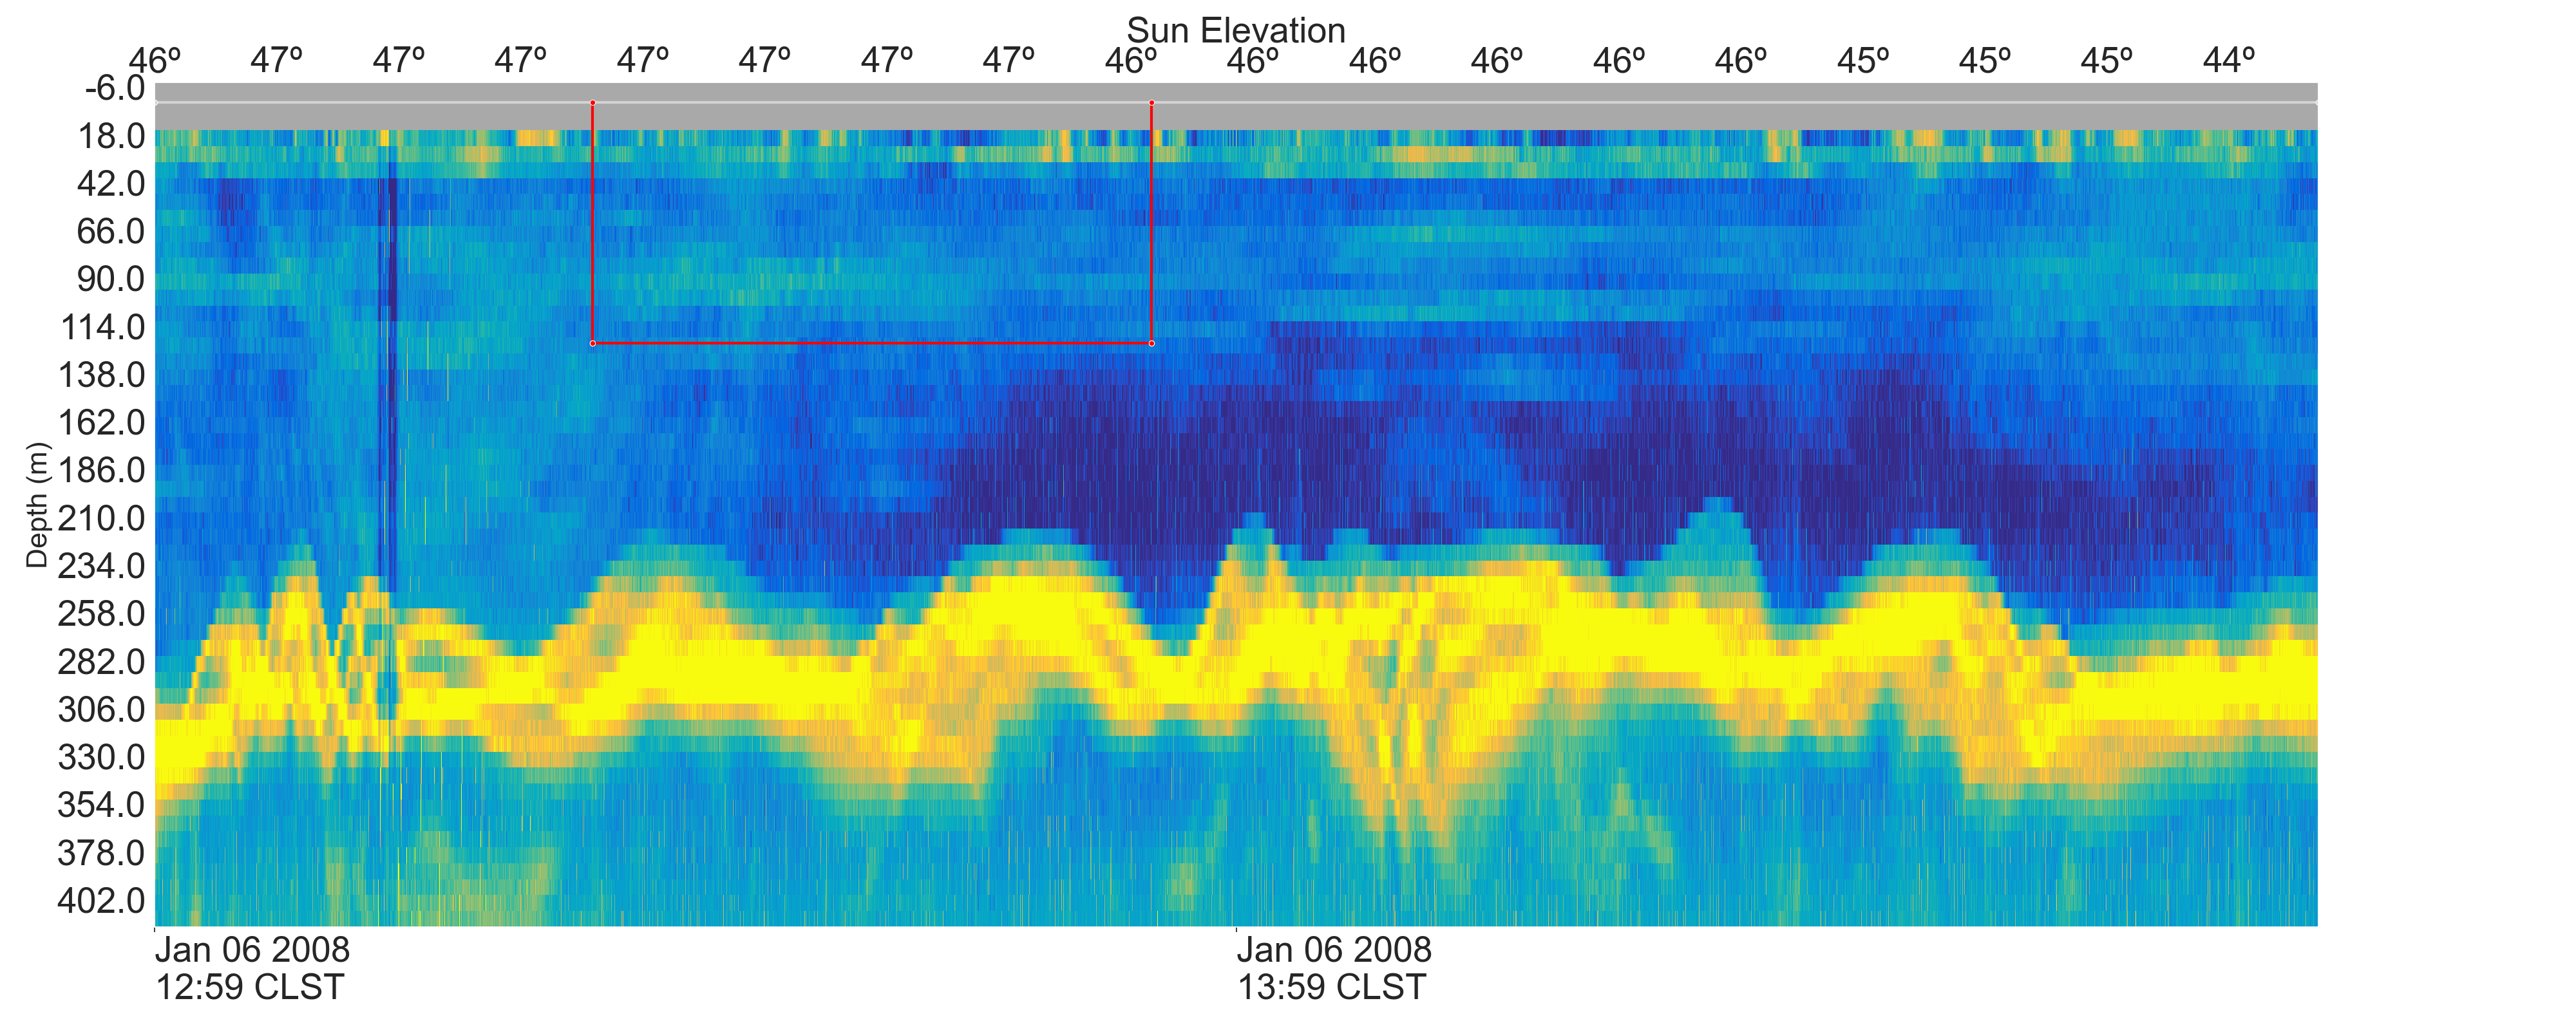 Sun Elevation
46º 47º 47º 47º 47º 47º 47º 47º 46º 46º 46º 46º 46º 46º 45º 45º 45º 44º
-6.0
18.0
42.0
66.0
90.0
114.0
138.0
162.0
186.0
210.0
234.0
258.0
282.0
306.0
330.0
354.0
378.0
402.0
Depth (m)
Jan 06 2008
12:59 CLST
Jan 06 2008
13:59 CLST